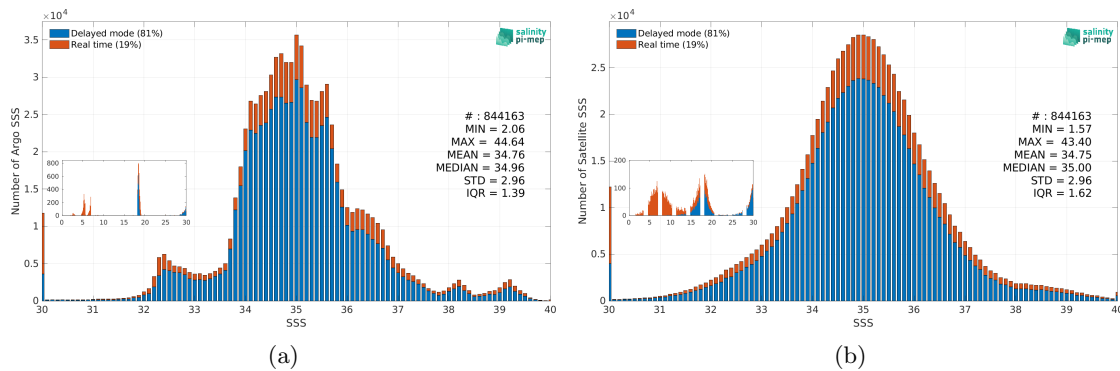 ×10⁴
Delayed mode (81%)
Real time (19%)
salinity
pi-mep
# : 844163
MIN = 2.06
MAX = 44.64
MEAN = 34.76
MEDIAN = 34.96
STD = 2.96
IQR = 1.39
Number of Argo SSS
3.5
3
2.5
2
1.5
1
0.5
0
800
600
400
200
0
0 5 10 15 20 25 30
30 31 32 33 34 35 36 37 38 39 40
SSS
(a)
×10⁴
Delayed mode (81%)
Real time (19%)
salinity
pi-mep
# : 844163
MIN = 1.57
MAX = 43.40
MEAN = 34.75
MEDIAN = 35.00
STD = 2.96
IQR = 1.62
Number of Satellite SSS
2.5
2
1.5
1
0.5
0
200
100
0
0 5 10 15 20 25 30
30 31 32 33 34 35 36 37 38 39 40
SSS
(b)